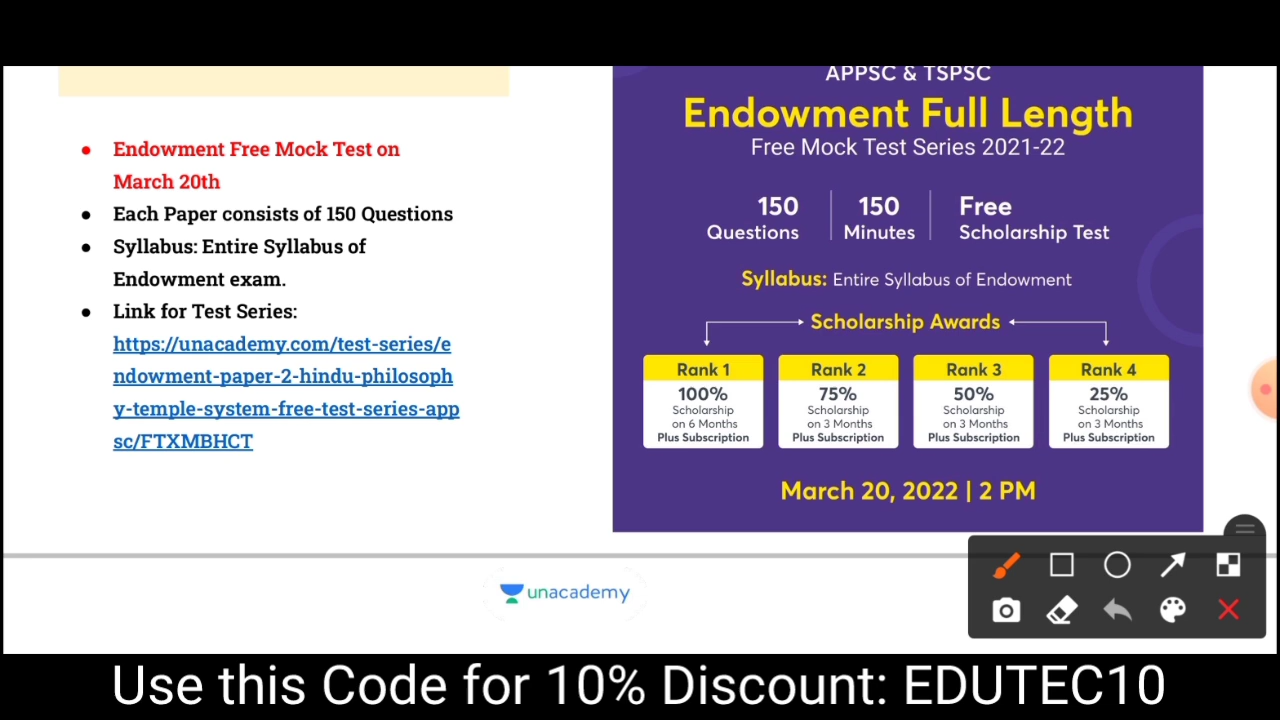 Endowment Free Mock Test on
March 20th
Each Paper consists of 150 Questions
Syllabus: Entire Syllabus of
Endowment exam.
Link for Test Series:
https://unacademy.com/test-series/e
ndowment-paper-2-hindu-philosoph
y-temple-system-free-test-series-app
sc/FTXMBHCT
APPSC & TSPSC
Endowment Full Length
Free Mock Test Series 2021-22
150 150 Free
Questions Minutes Scholarship Test
Syllabus: Entire Syllabus of Endowment
Scholarship Awards
Rank 1
100%
Scholarship
on 6 Months
Plus Subscription
Rank 2
75%
Scholarship
on 3 Months
Plus Subscription
Rank 3
50%
Scholarship
on 3 Months
Plus Subscription
Rank 4
25%
Scholarship
on 3 Months
Plus Subscription
March 20, 2022 | 2 PM
unacademy
Use this Code for 10% Discount: EDUTEC10